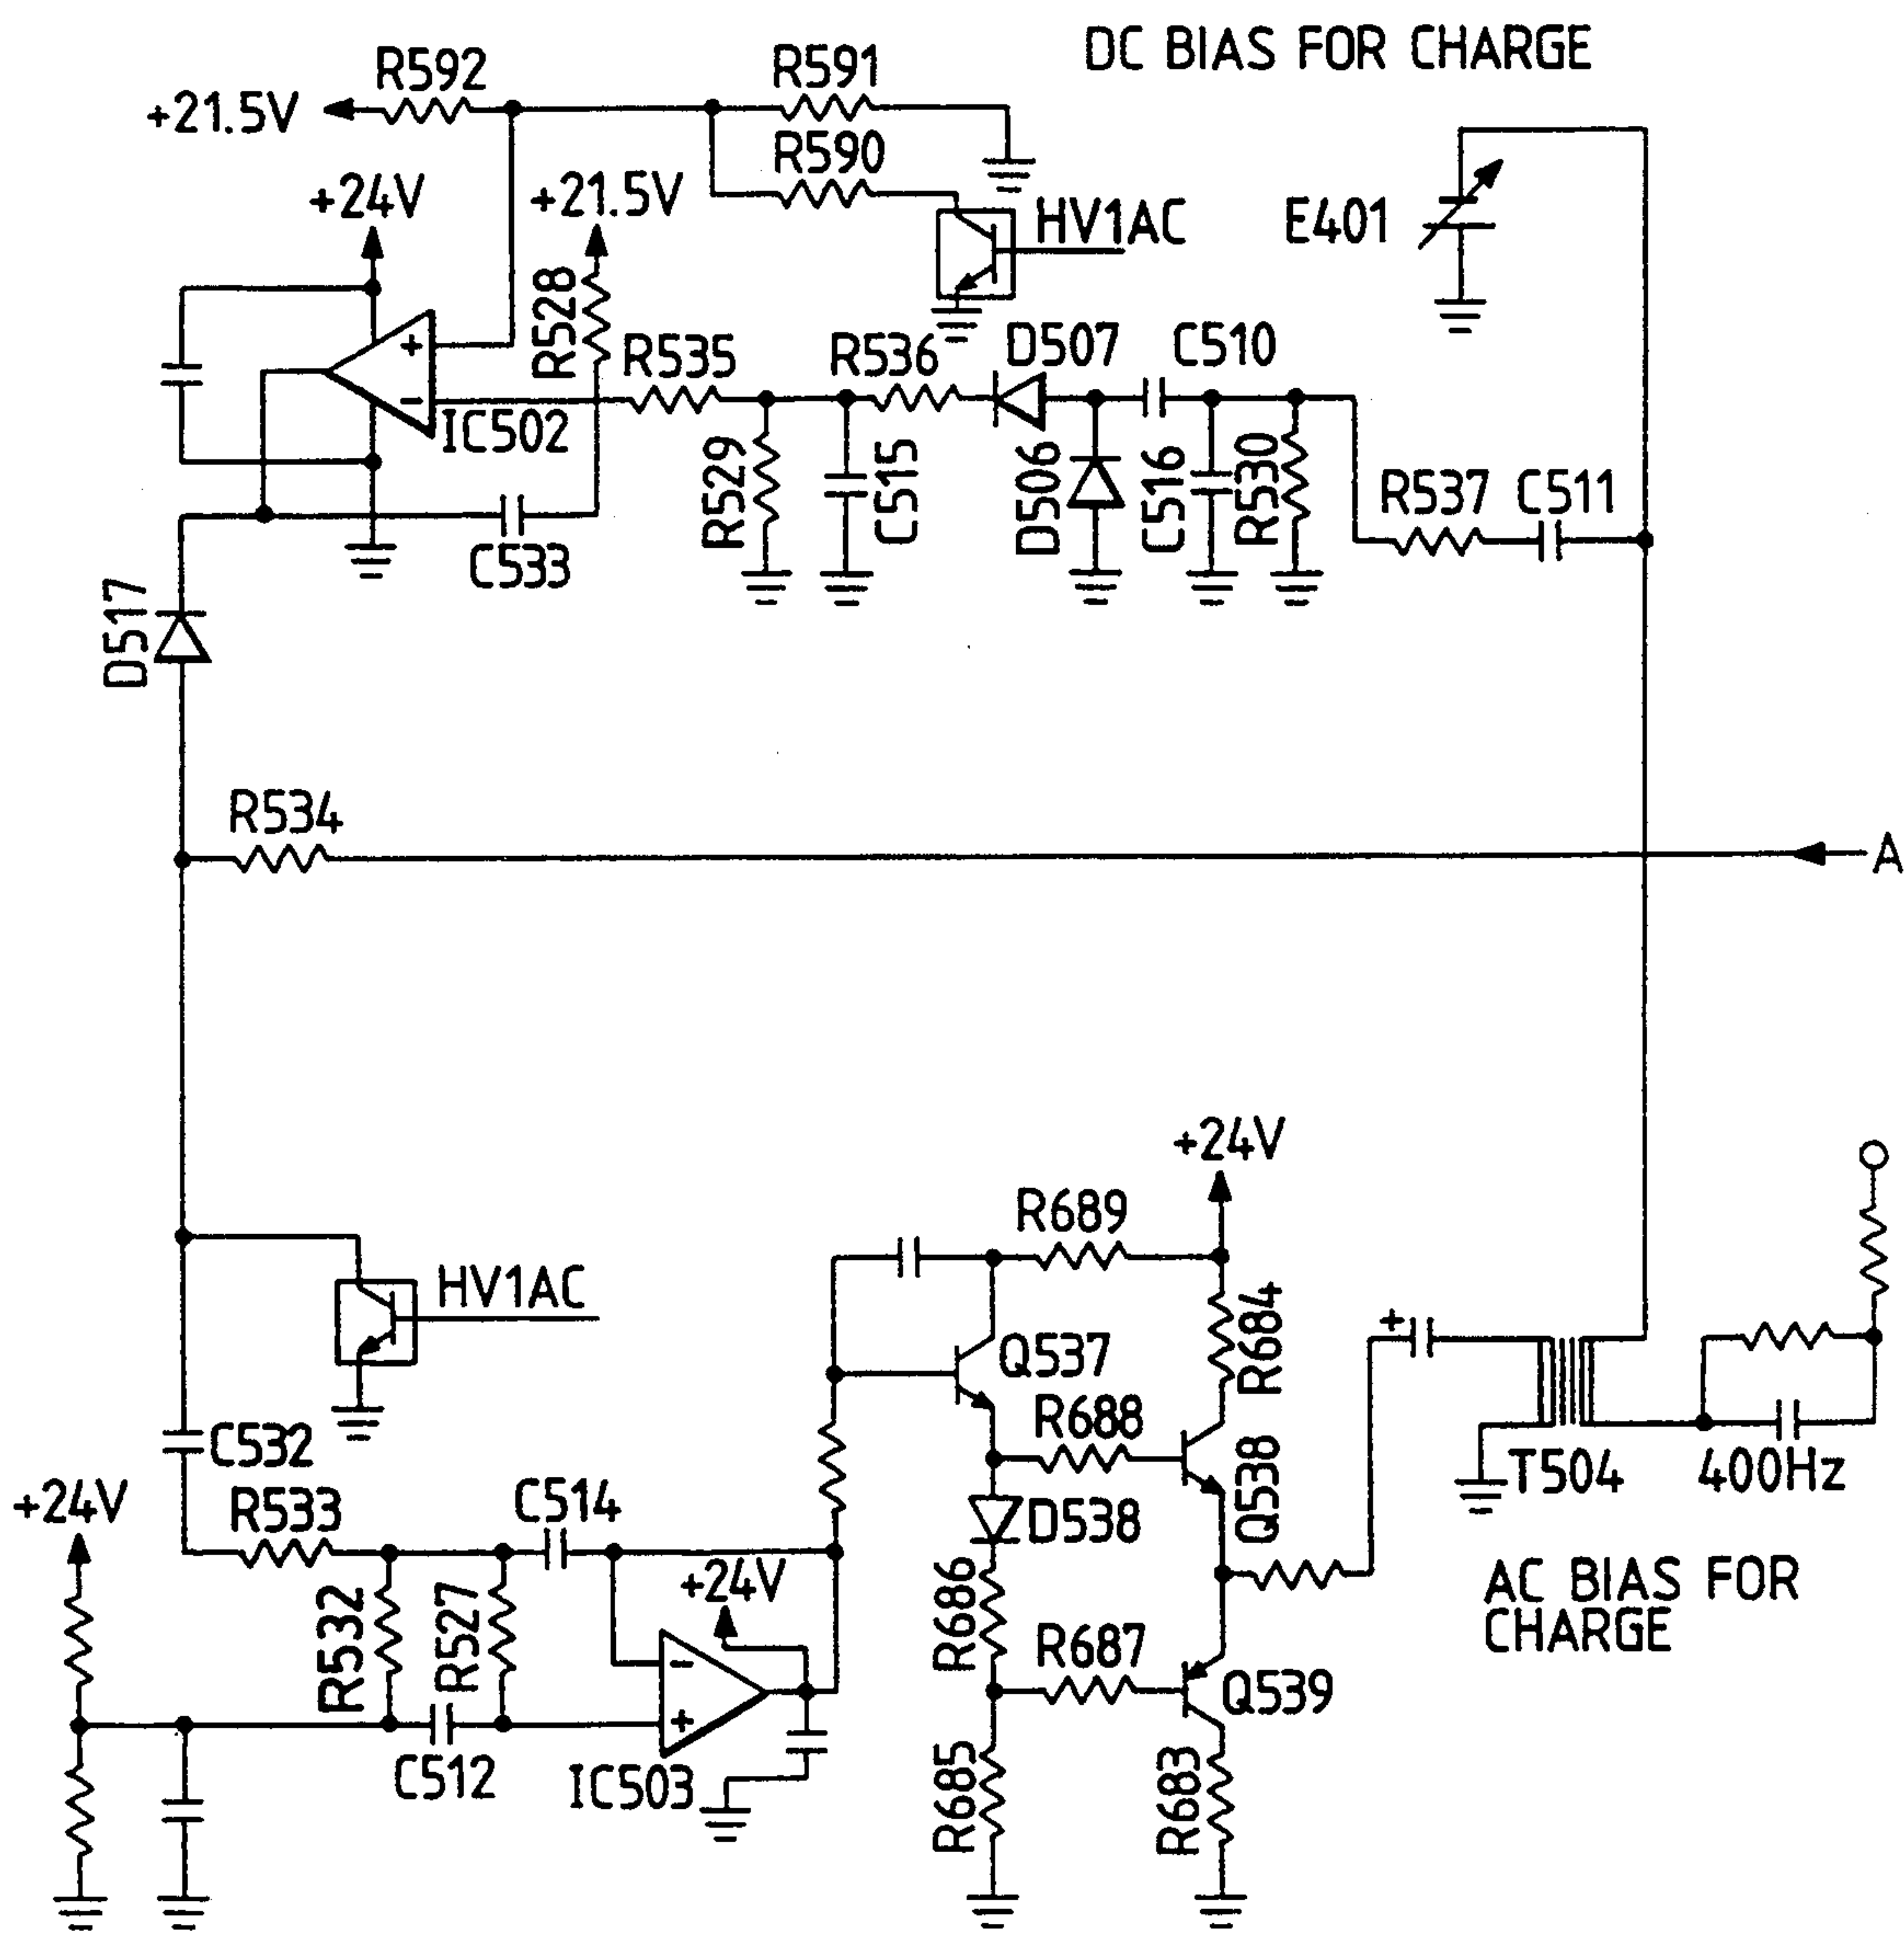 DC BIAS FOR CHARGE
R592
R591
+21.5V
R590
+24V
+21.5V
HV1AC
E401
R528
+
-
IC502
R535
R536
D507
C510
R529
C515
D506
C516
R530
R537
C511
C533
D517
R534
A
+24V
R689
HV1AC
R684
Q537
+
R688
C532
Q538
T504
400Hz
+24V
R533
C514
D538
+24V
AC BIAS FOR
CHARGE
R532
R527
R686
R687
-
+
Q539
C512
IC503
R685
R683